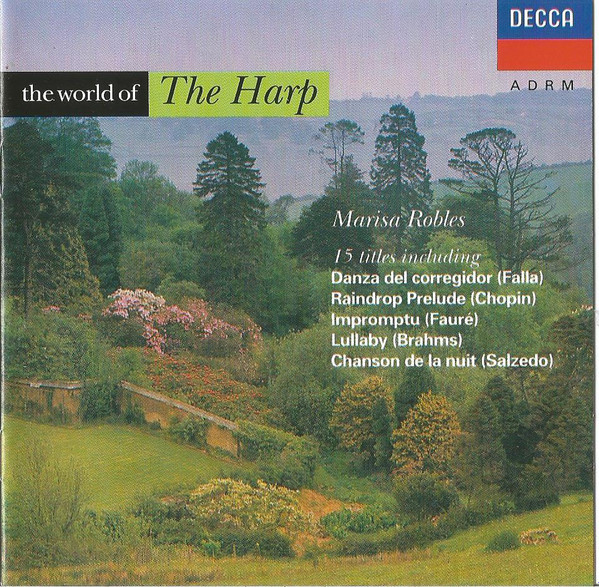 DECCA
A D R M
the world of The Harp
Marisa Robles
15 titles including
Danza del corregidor (Falla)
Raindrop Prelude (Chopin)
Impromptu (Fauré)
Lullaby (Brahms)
Chanson de la nuit (Salzedo)